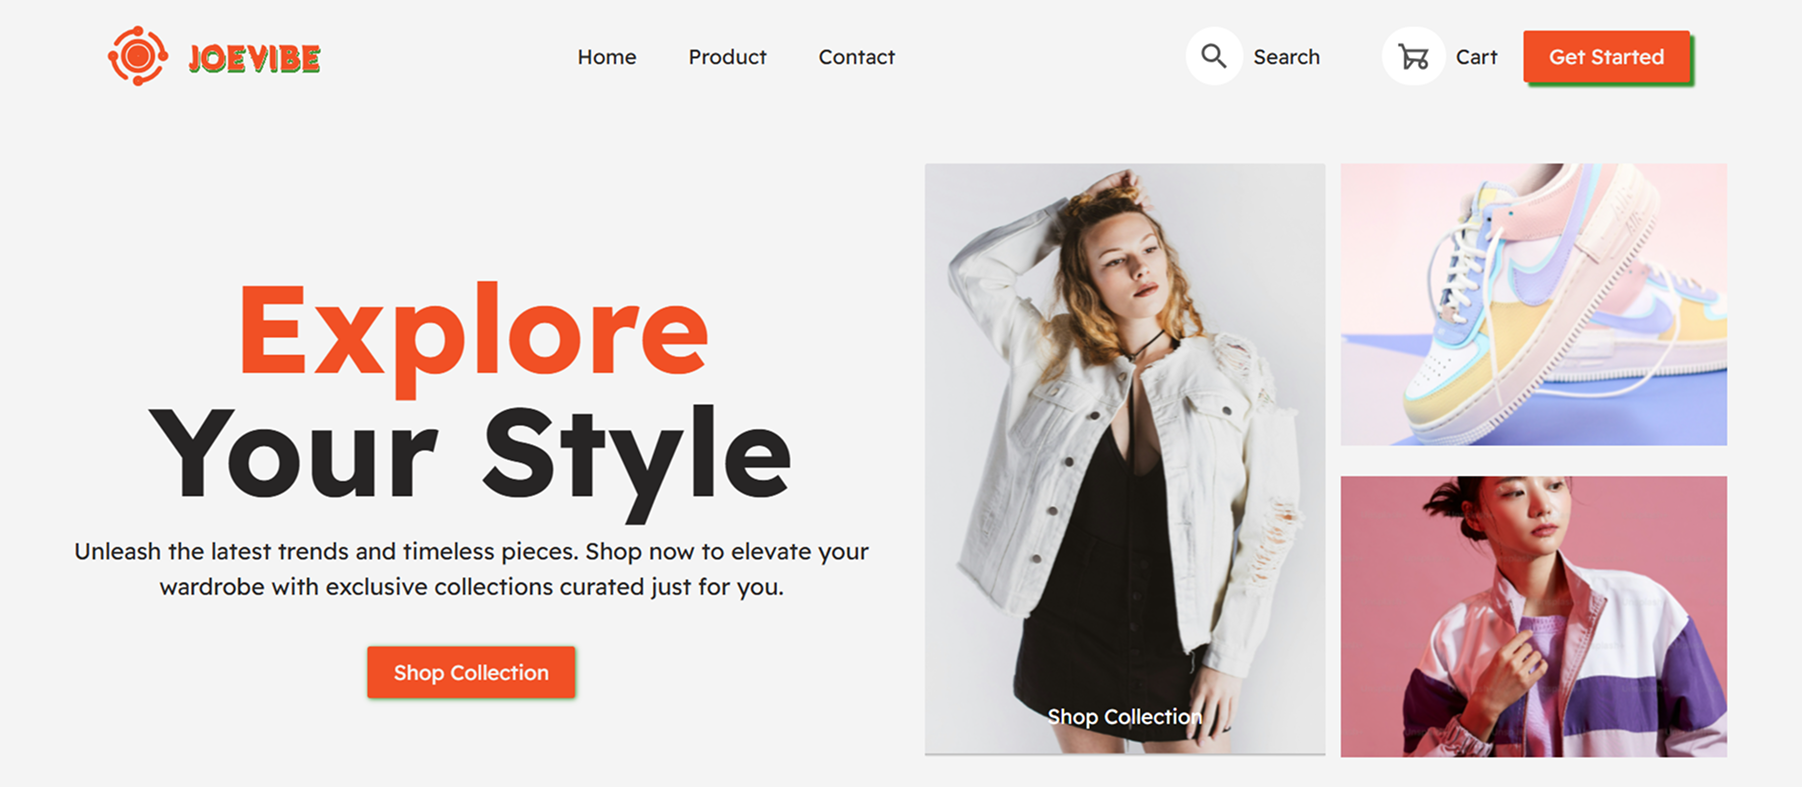 JOEVIBE
Home
Product
Contact
Search
Cart
Get Started
Explore
Your Style
Unleash the latest trends and timeless pieces. Shop now to elevate your
wardrobe with exclusive collections curated just for you.
Shop Collection
Shop Collection